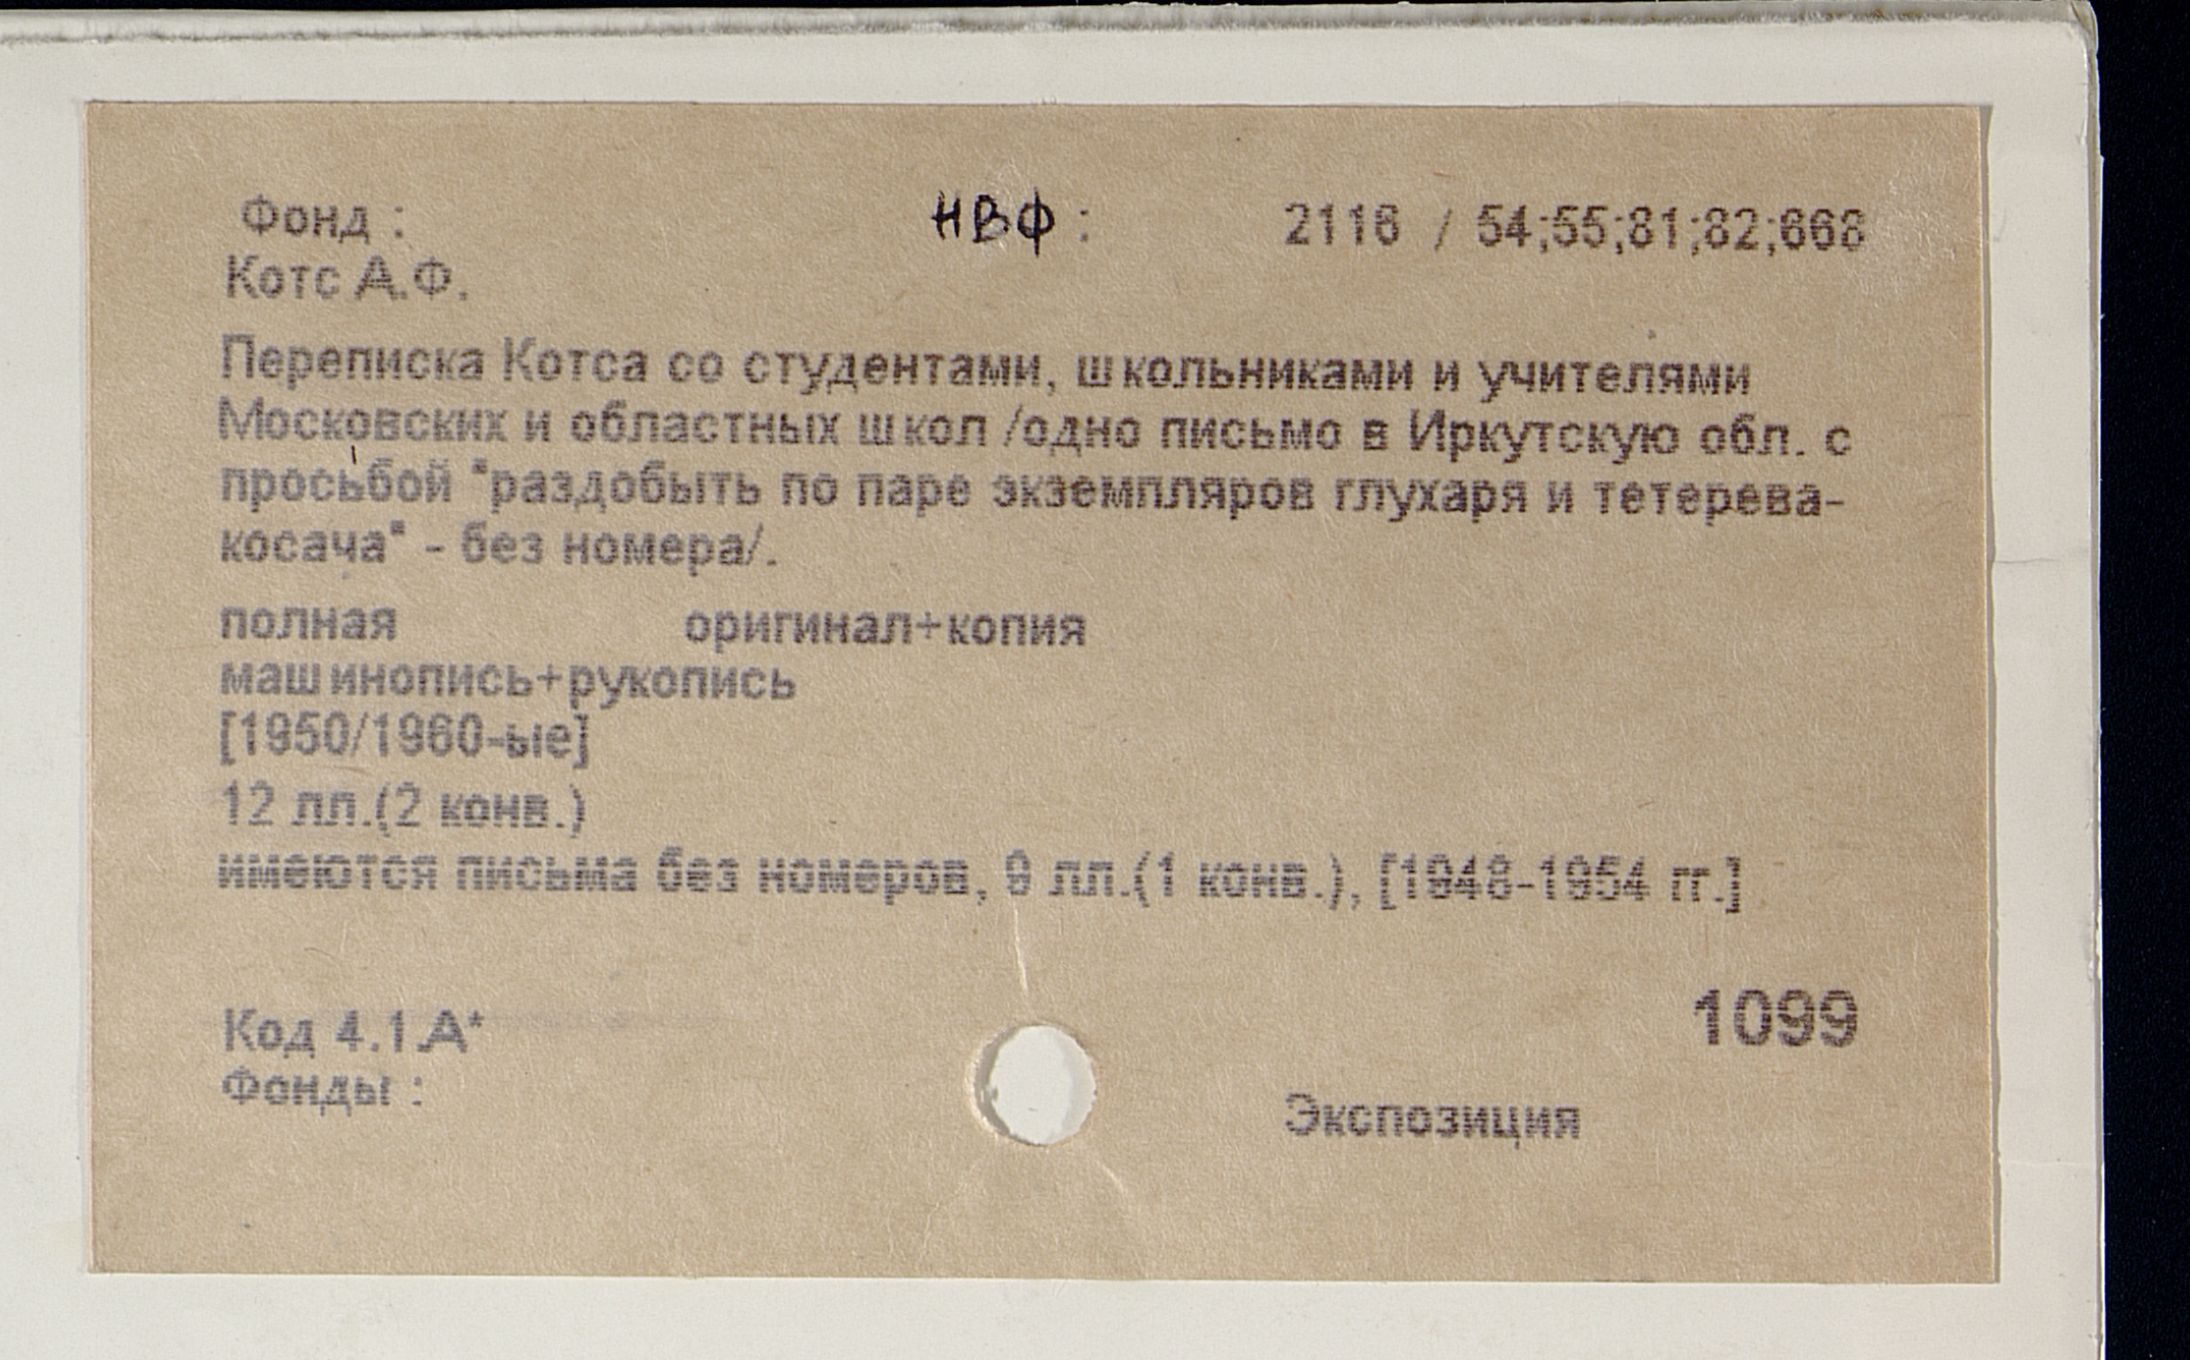 Фонд : НВФ : 2116 / 54;55;81;82;668
Котс А.Ф.
Переписка Котса со студентами, школьниками и учителями
Московских и областных школ /одно письмо в Иркутскую обл. с
просьбой "раздобыть по паре экземпляров глухаря и тетерева-
косача" - без номера/.
полная оригинал+копия
машинопись+рукопись
[1950/1960-ые]
12 лл.(2 конв.)
имеются письма без номеров, 9 лл.(1 конв.), [1948-1954 гг.]
Код 4.1.А* 1099
Фонды : Экспозиция